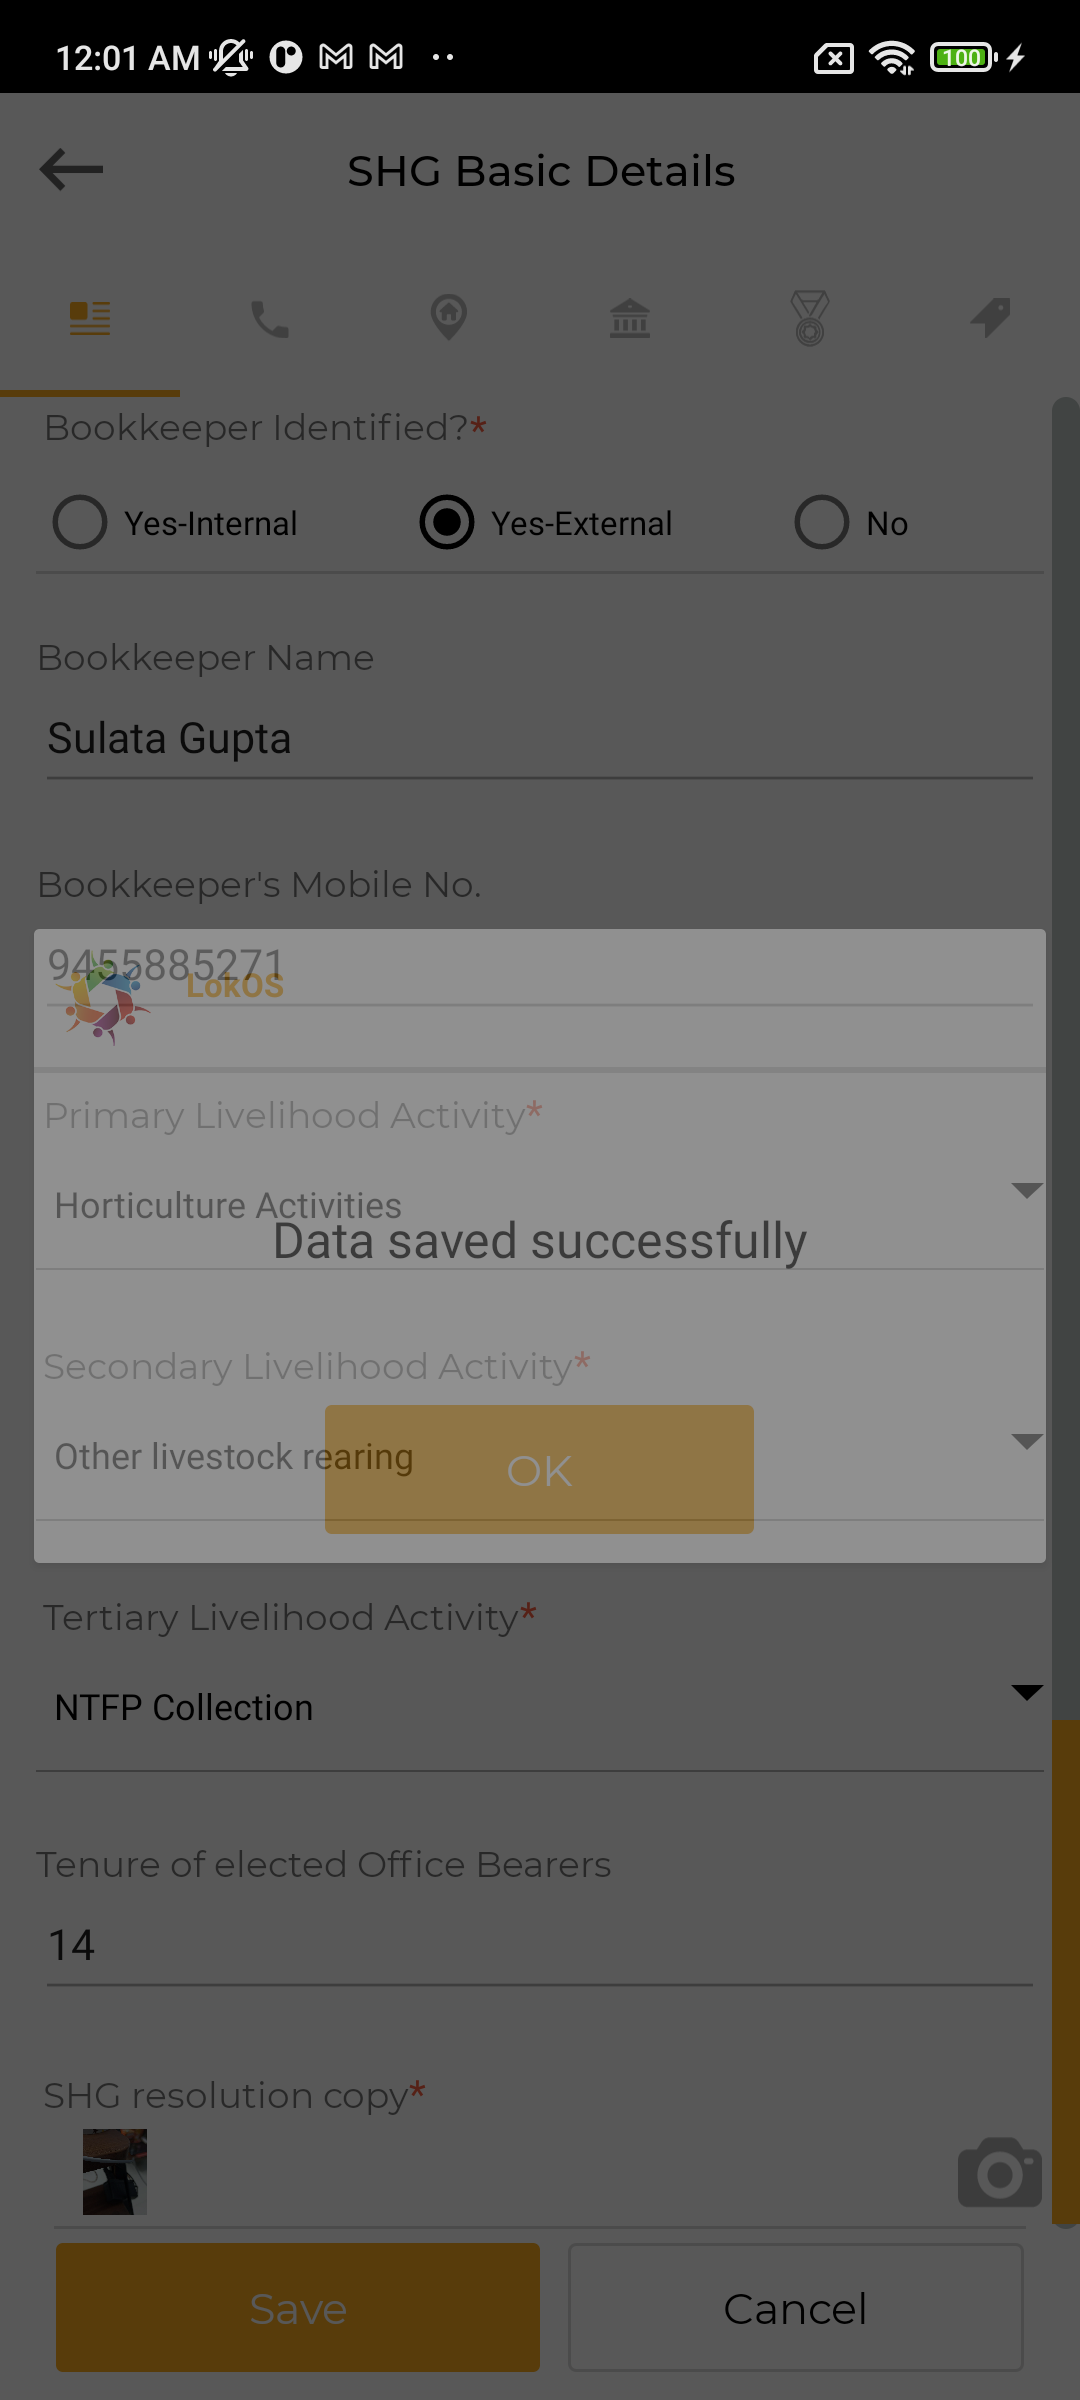 12:01 AM
100
SHG Basic Details
Bookkeeper Identified?*
Yes-Internal Yes-External No
Bookkeeper Name
Sulata Gupta
Bookkeeper's Mobile No.
9455885271
LokOS
Primary Livelihood Activity*
Horticulture Activities
Data saved successfully
Secondary Livelihood Activity*
Other livestock rearing
OK
Tertiary Livelihood Activity*
NTFP Collection
Tenure of elected Office Bearers
14
SHG resolution copy*
Save Cancel